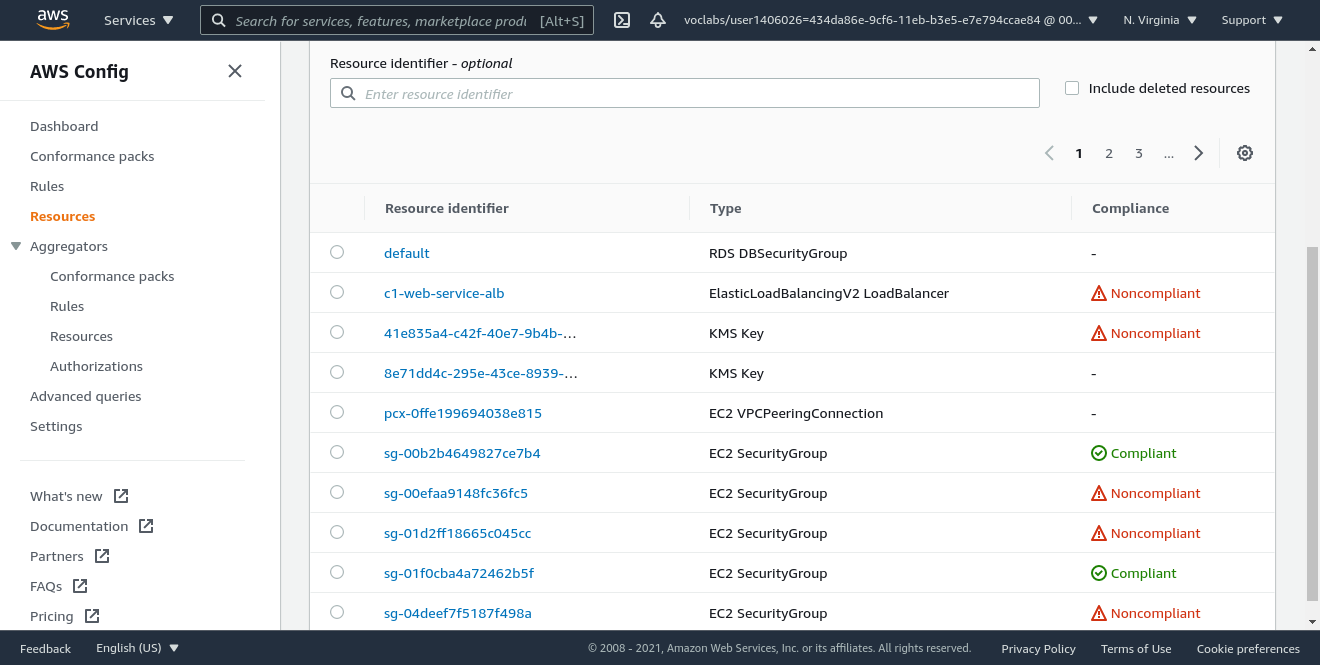 aws
Services
Search for services, features, marketplace produ [Alt+S]
voclabs/user1406026=434da86e-9cf6-11eb-b3e5-e7e794ccae84 @ 00...
N. Virginia
Support
AWS Config
Dashboard
Conformance packs
Rules
Resources
Aggregators
Conformance packs
Rules
Resources
Authorizations
Advanced queries
Settings
What's new
Documentation
Partners
FAQs
Pricing
Resource identifier - optional
Enter resource identifier
Include deleted resources
1 2 3 ...
Resource identifier Type Compliance
default RDS DBSecurityGroup -
c1-web-service-alb ElasticLoadBalancingV2 LoadBalancer Noncompliant
41e835a4-c42f-40e7-9b4b-... KMS Key Noncompliant
8e71dd4c-295e-43ce-8939-... KMS Key -
pcx-0ffe199694038e815 EC2 VPCPeeringConnection -
sg-00b2b4649827ce7b4 EC2 SecurityGroup Compliant
sg-00efaa9148fc36fc5 EC2 SecurityGroup Noncompliant
sg-01d2ff18665c045cc EC2 SecurityGroup Noncompliant
sg-01f0cba4a72462b5f EC2 SecurityGroup Compliant
sg-04deef7f5187f498a EC2 SecurityGroup Noncompliant
Feedback
English (US)
© 2008 - 2021, Amazon Web Services, Inc. or its affiliates. All rights reserved.
Privacy Policy
Terms of Use
Cookie preferences